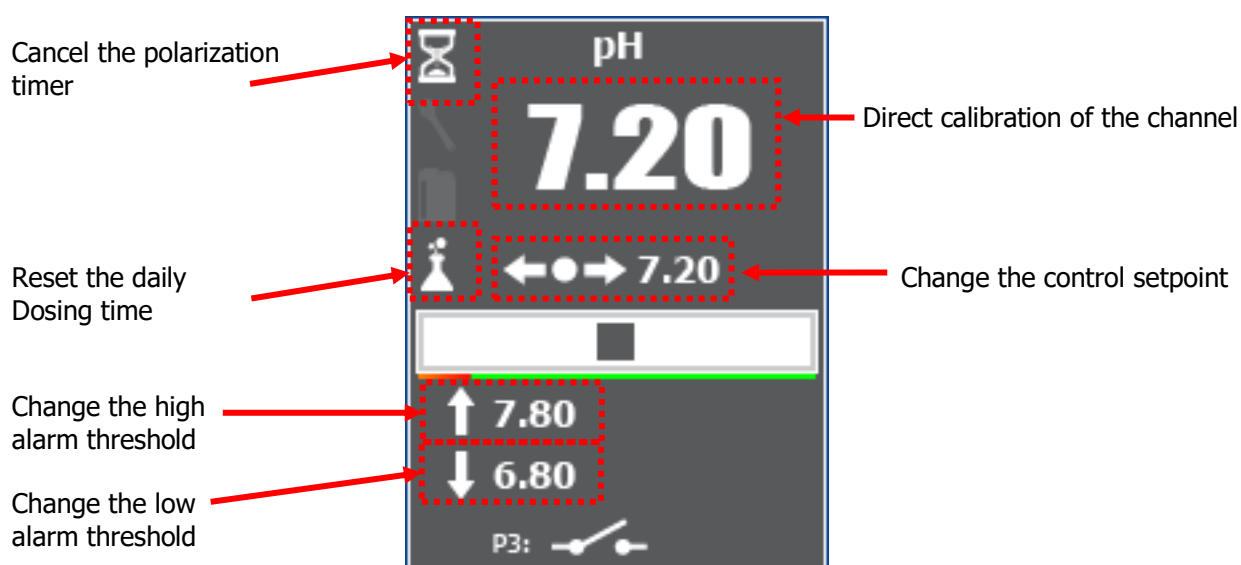 Cancel the polarization
timer
pH
7.20
Direct calibration of the channel
Reset the daily
Dosing time
7.20
Change the control setpoint
Change the high
alarm threshold
7.80
Change the low
alarm threshold
6.80
P3: